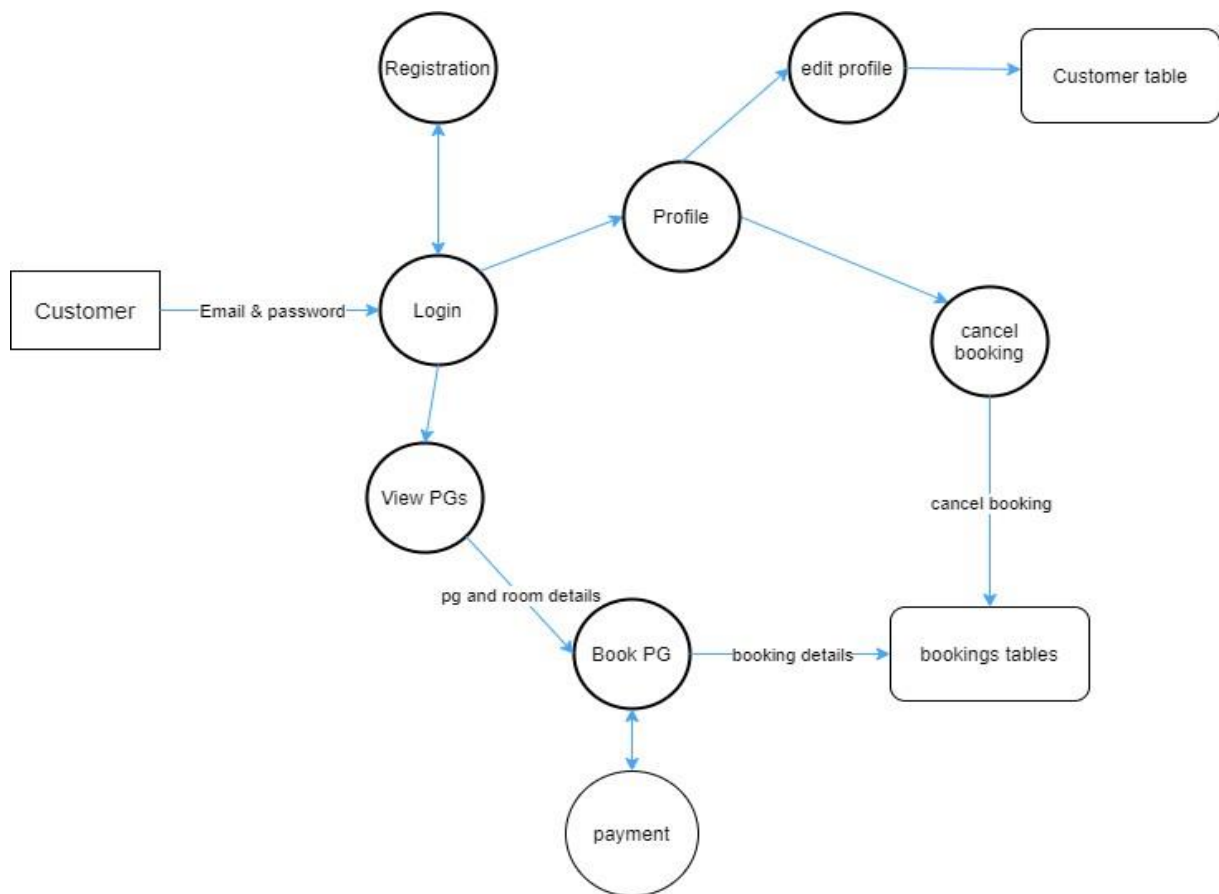 Registration
edit profile
Customer table
Profile
Customer
Email & password
Login
cancel
booking
View PGs
cancel booking
pg and room details
Book PG
booking details
bookings tables
payment